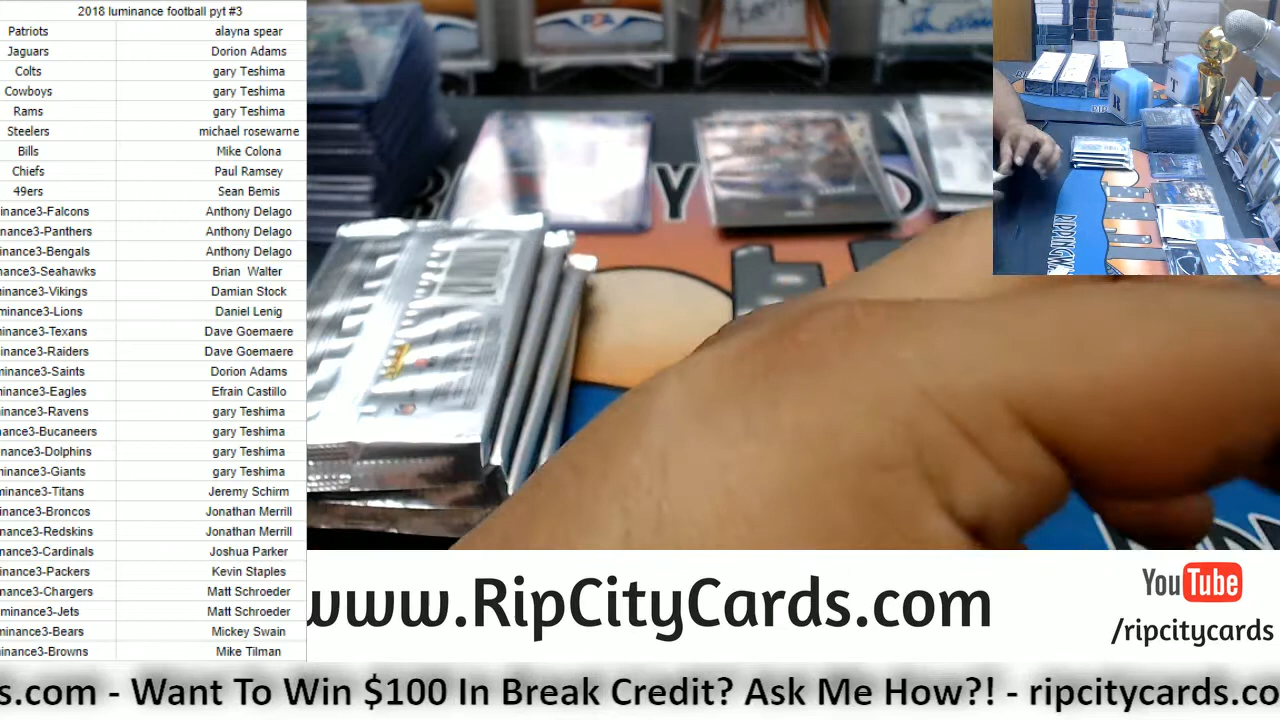 2018 luminance football pyt #3
Patriots alayna spear
Jaguars Dorion Adams
Colts gary Teshima
Cowboys gary Teshima
Rams gary Teshima
Steelers michael rosewarne
Bills Mike Colona
Chiefs Paul Ramsey
49ers Sean Bemis
inance3-Falcons Anthony Delago
nance3-Panthers Anthony Delago
inance3-Bengals Anthony Delago
nance3-Seahawks Brian Walter
inance3-Vikings Damian Stock
minance3-Lions Daniel Lenig
inance3-Texans Dave Goemaere
inance3-Raiders Dave Goemaere
minance3-Saints Dorion Adams
inance3-Eagles Efrain Castillo
inance3-Ravens gary Teshima
nance3-Bucaneers gary Teshima
nance3-Dolphins gary Teshima
minance3-Giants gary Teshima
minance3-Titans Jeremy Schirm
inance3-Broncos Jonathan Merrill
nance3-Redskins Jonathan Merrill
nance3-Cardinals Joshua Parker
inance3-Packers Kevin Staples
nance3-Chargers Matt Schroeder
minance3-Jets Matt Schroeder
minance3-Bears Mickey Swain
inance3-Browns Mike Tilman
PSA
Y
R
T
www.RipCityCards.com
YouTube
/ripcitycards
s.com - Want To Win $100 In Break Credit? Ask Me How?! - ripcitycards.co